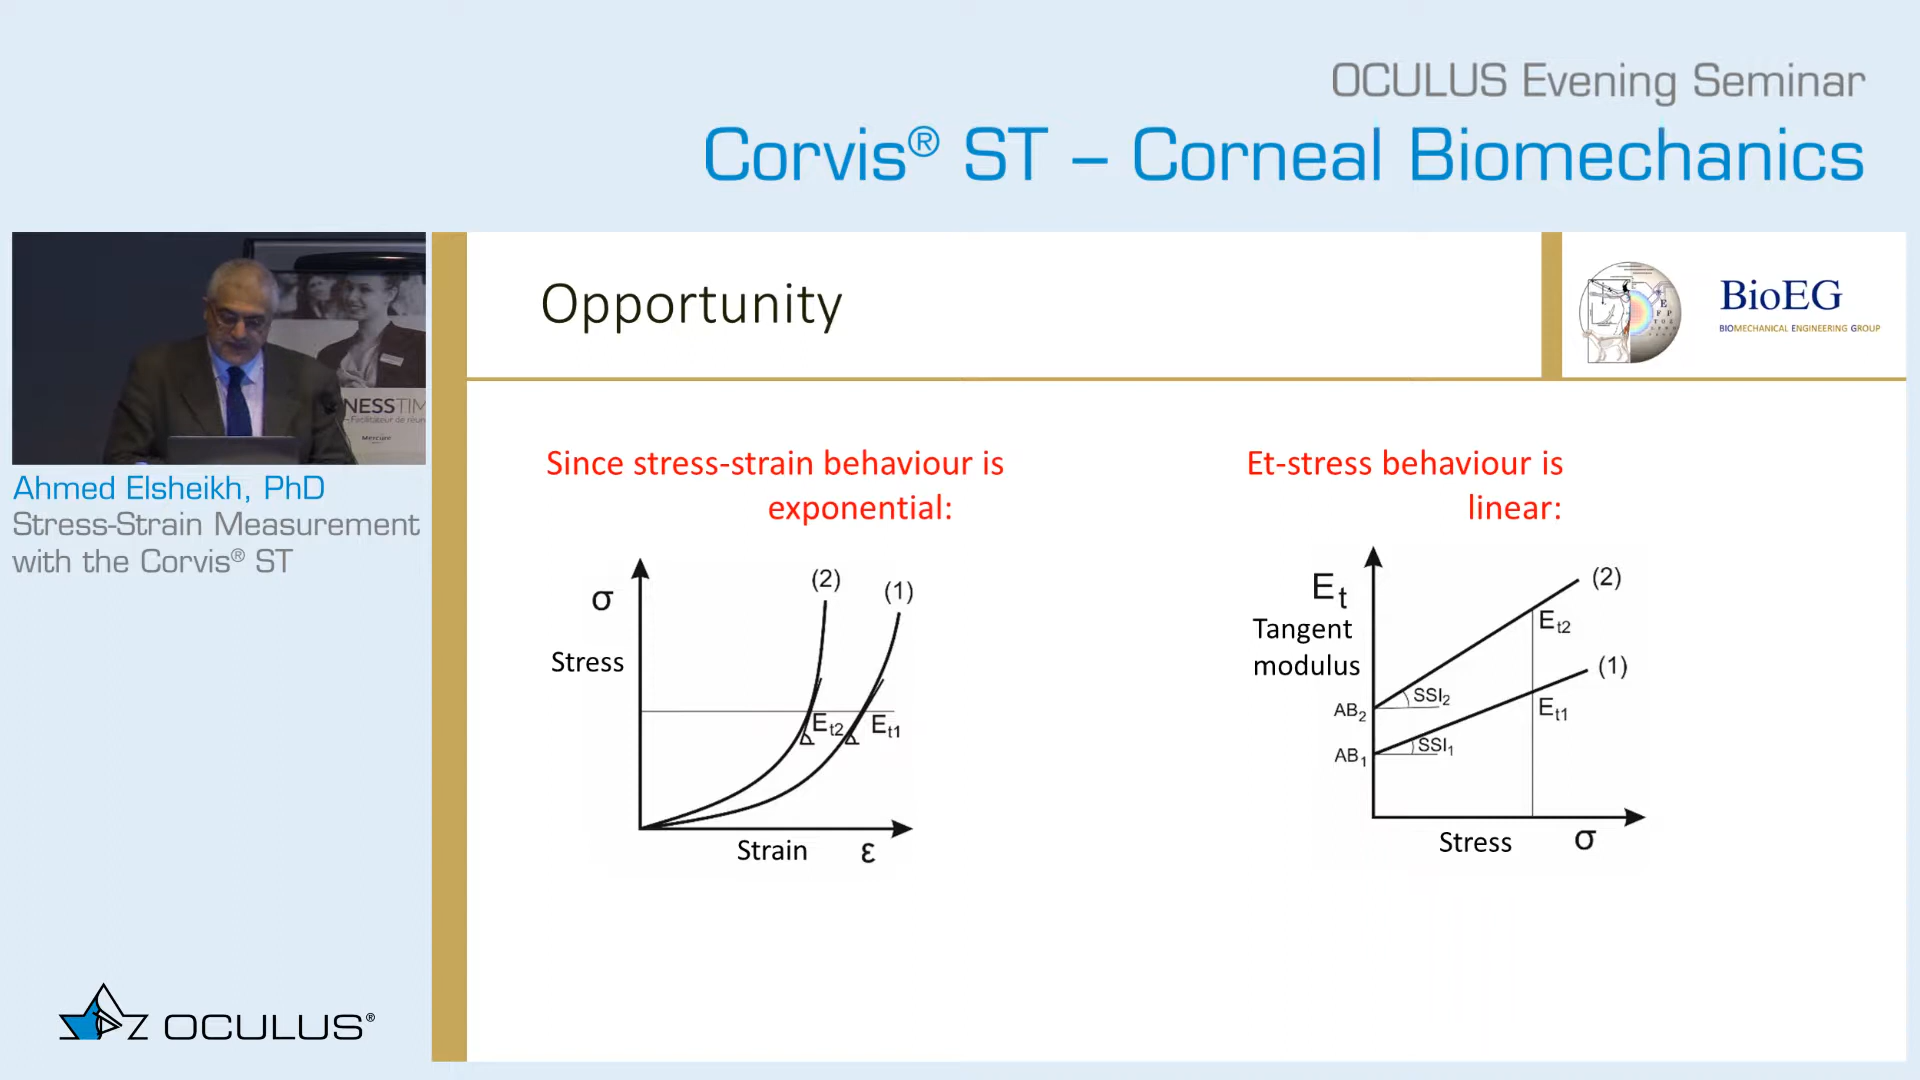 OCULUS Evening Seminar
Corvis® ST – Corneal Biomechanics
NESSTIM
Mercure
Ahmed Elsheikh, PhD
Stress-Strain Measurement
with the Corvis® ST
OCULUS®
Opportunity
BioEG
BIOMECHANICAL ENGINEERING GROUP
Since stress-strain behaviour is
exponential:
σ
Stress
(2)
(1)
Et2
Et1
Strain
ε
Et-stress behaviour is
linear:
Et
Tangent
modulus
(2)
Et2
(1)
SSI2
AB2
Et1
SSI1
AB1
Stress
σ